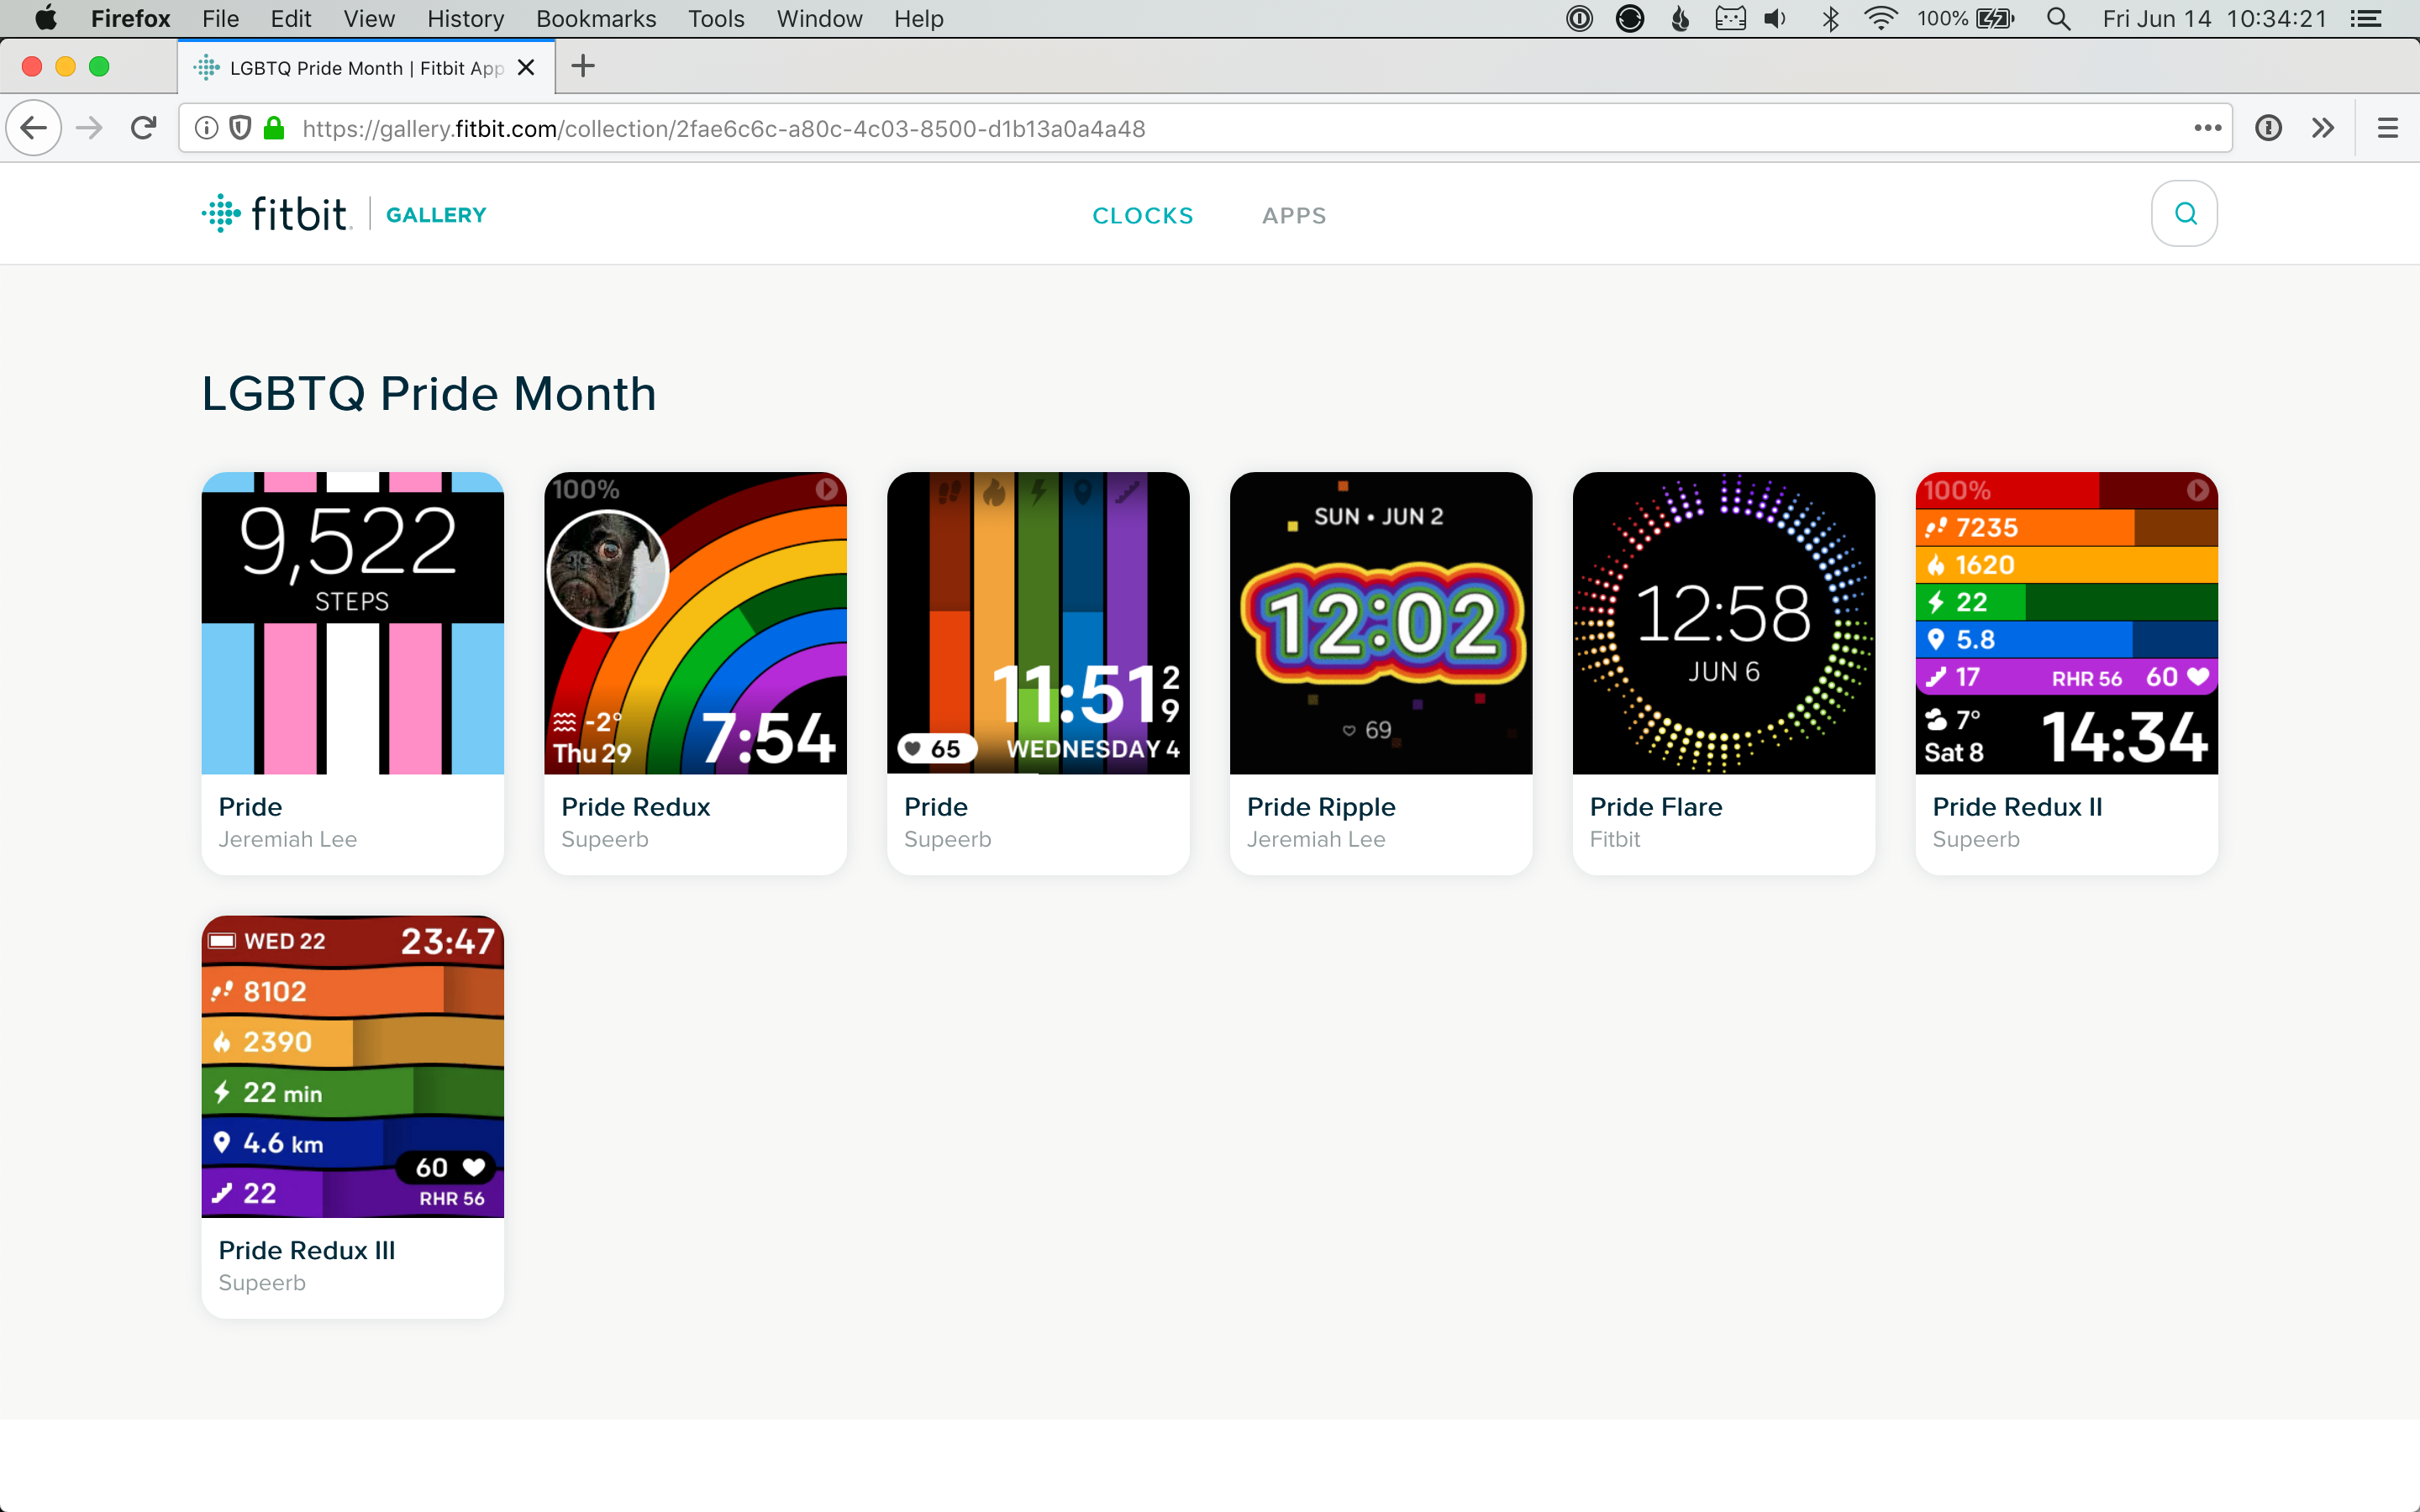 Firefox File Edit View History Bookmarks Tools Window Help 100% Fri Jun 14 10:34:21
LGBTQ Pride Month | Fitbit App
https://gallery.fitbit.com/collection/2fae6c6c-a80c-4c03-8500-d1b13a0a4a48
fitbit. GALLERY CLOCKS APPS
LGBTQ Pride Month
9,522
STEPS
Pride
Jeremiah Lee
100%
-2°
Thu 29
7:54
Pride Redux
Supeerb
11:51 29
65
WEDNESDAY 4
Pride
Supeerb
SUN • JUN 2
12:02
69
Pride Ripple
Jeremiah Lee
12:58
JUN 6
Pride Flare
Fitbit
100%
7235
1620
22
5.8
17 RHR 56 60
7°
Sat 8
14:34
Pride Redux II
Supeerb
WED 22 23:47
8102
2390
22 min
4.6 km
60
22 RHR 56
Pride Redux III
Supeerb